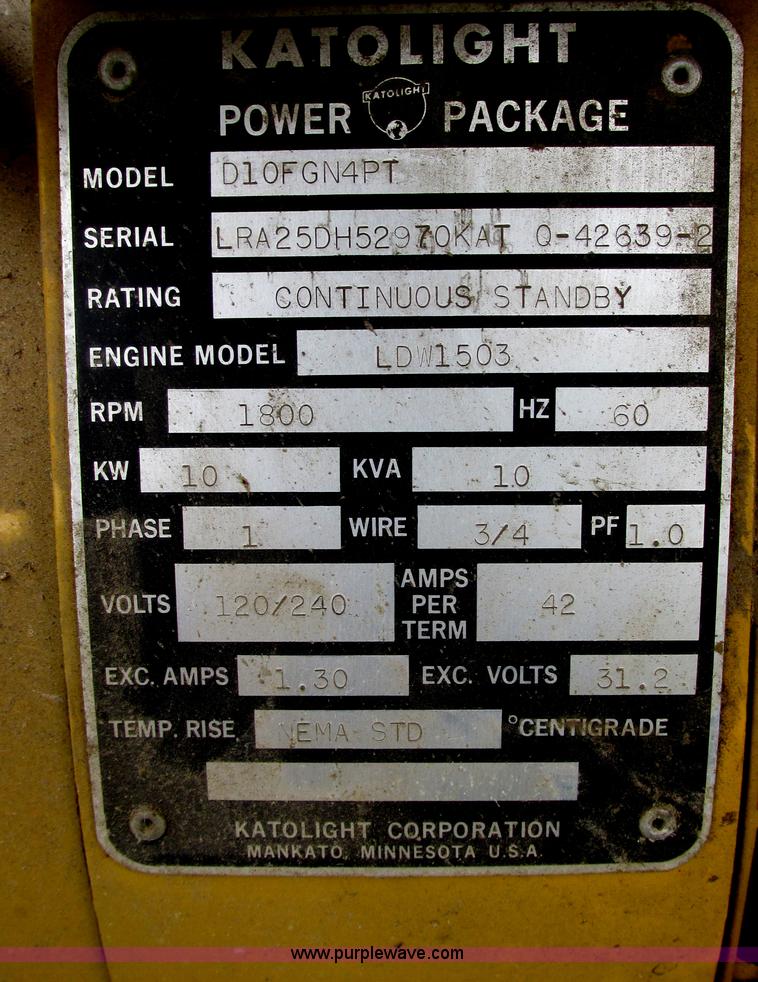 KATOLIGHT
KATOLIGHT
POWER PACKAGE
MODEL D10FGN4PT
SERIAL LRA25DH52970KAT Q-42639-2
RATING CONTINUOUS STANDBY
ENGINE MODEL LDW1503
RPM 1800 HZ 60
KW 10 KVA 10
PHASE 1 WIRE 3/4 PF 1.0
VOLTS 120/240 AMPS PER TERM 42
EXC. AMPS 1.30 EXC. VOLTS 31.2
TEMP. RISE NEMA STD °CENTIGRADE
KATOLIGHT CORPORATION
MANKATO, MINNESOTA U.S.A.
www.purplewave.com